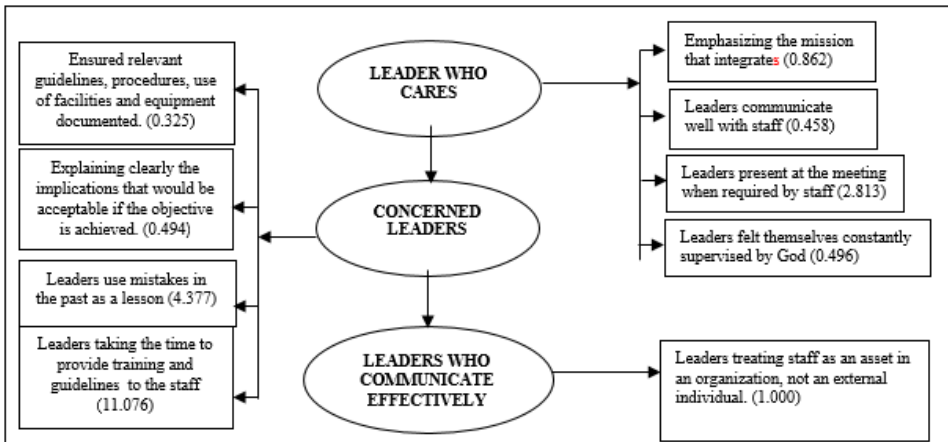 Ensured relevant
guidelines, procedures, use
of facilities and equipment
documented. (0.325)
Explaining clearly the
implications that would be
acceptable if the objective
is achieved. (0.494)
Leaders use mistakes in
the past as a lesson (4.377)
Leaders taking the time to
provide training and
guidelines to the staff
(11.076)
LEADER WHO
CARES
CONCERNED
LEADERS
LEADERS WHO
COMMUNICATE
EFFECTIVELY
Emphasizing the mission
that integrates (0.862)
Leaders communicate
well with staff (0.458)
Leaders present at the meeting
when required by staff (2.813)
Leaders felt themselves constantly
supervised by God (0.496)
Leaders treating staff as an asset in
an organization, not an external
individual. (1.000)